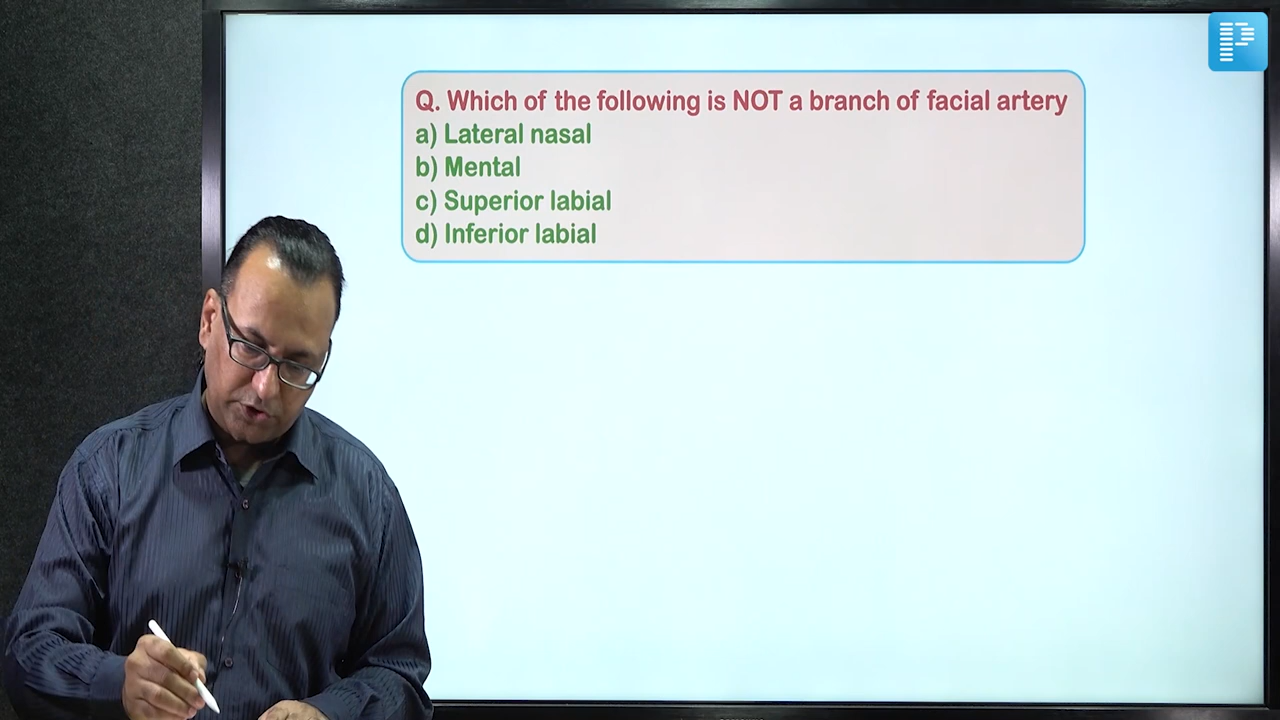 Q. Which of the following is NOT a branch of facial artery
a) Lateral nasal
b) Mental
c) Superior labial
d) Inferior labial
P